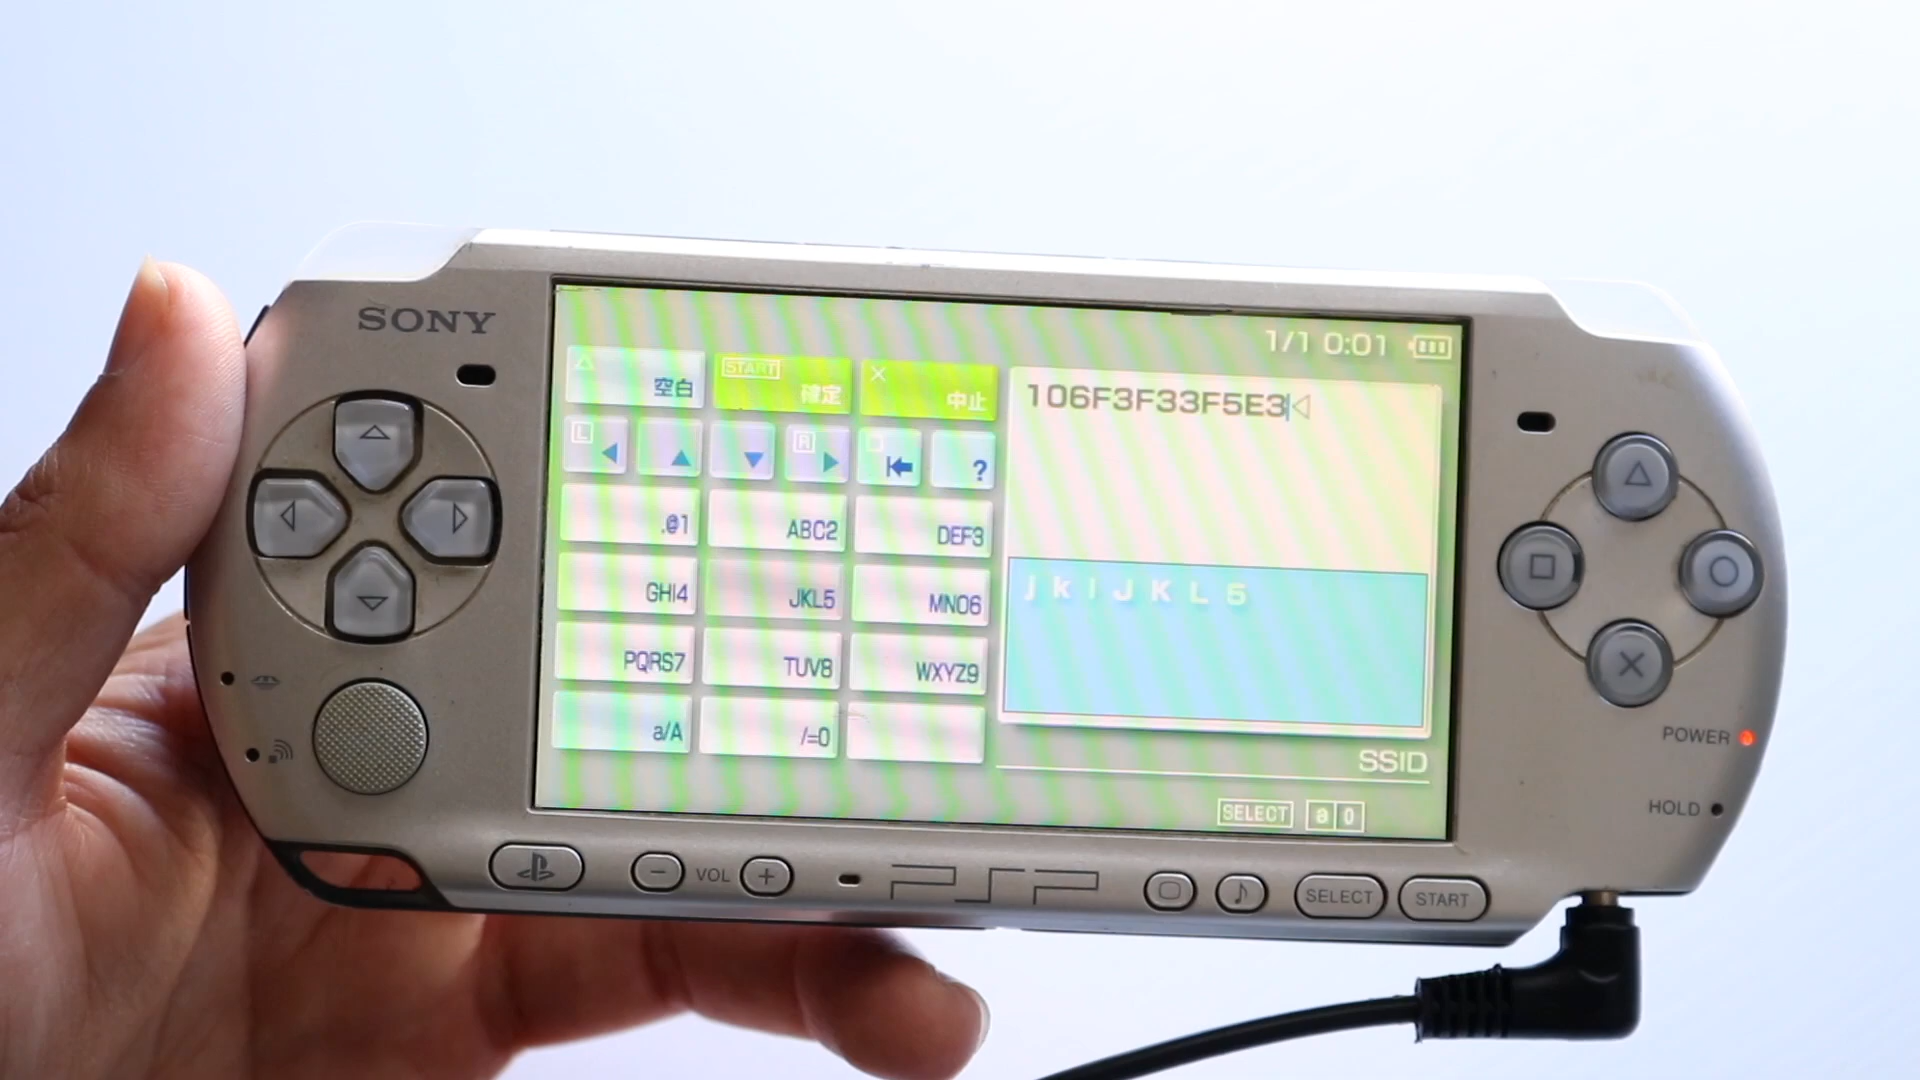 SONY
1/1 0:01
空白
START 確定
中止
106F3F33F5E3
L
R
?
.@1
ABC2
DEF3
j k l J K L 5
GHI4
JKL5
MNO6
PQRS7
TUV8
WXYZ9
a/A
/=0
SSID
SELECT a 0
POWER
HOLD
VOL
PSP
SELECT
START